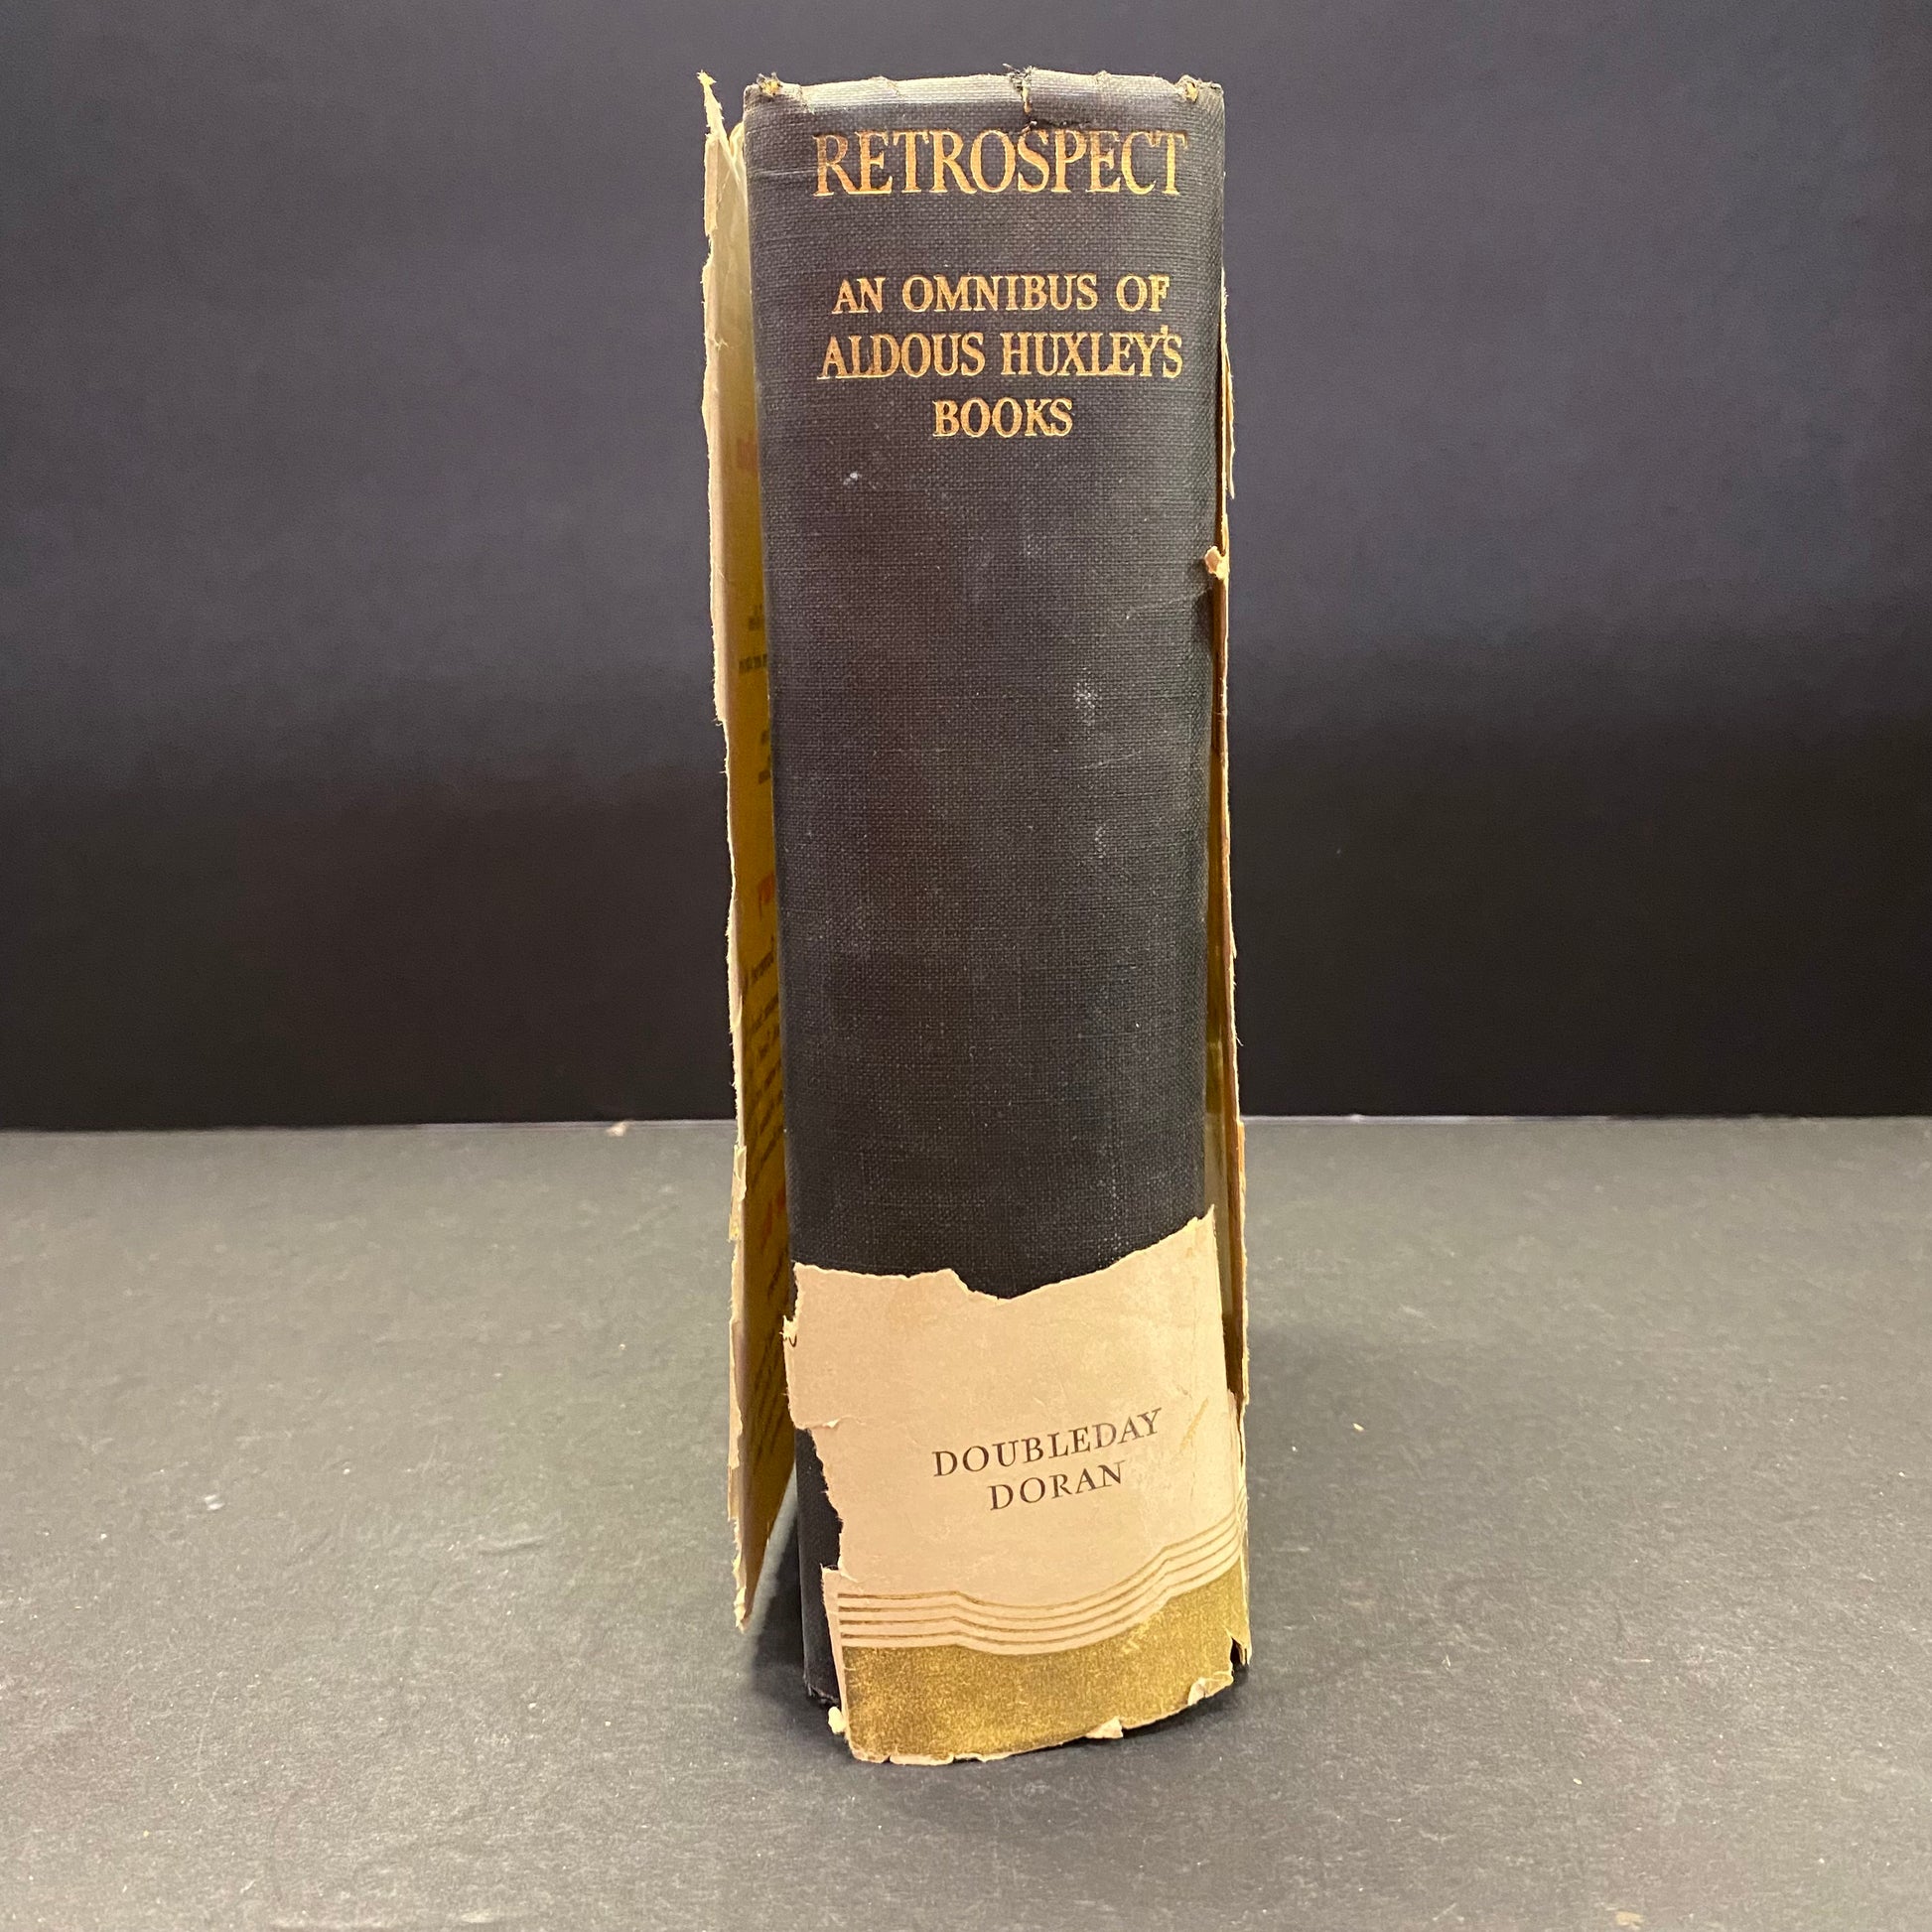 RETROSPECT
AN OMNIBUS OF
ALDOUS HUXLEY'S
BOOKS
DOUBLEDAY
DORAN